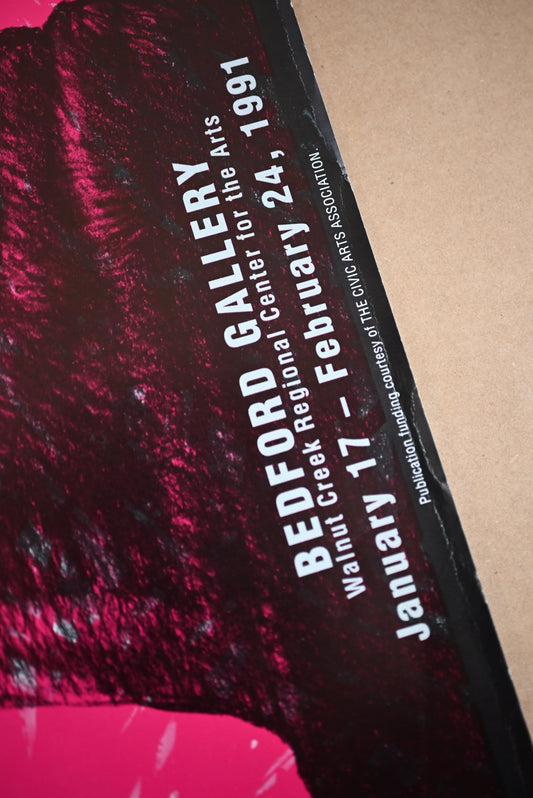 BEDFORD GALLERY
Walnut Creek Regional Center for the Arts
January 17 – February 24, 1991
Publication funding courtesy of THE CIVIC ARTS ASSOCIATION.